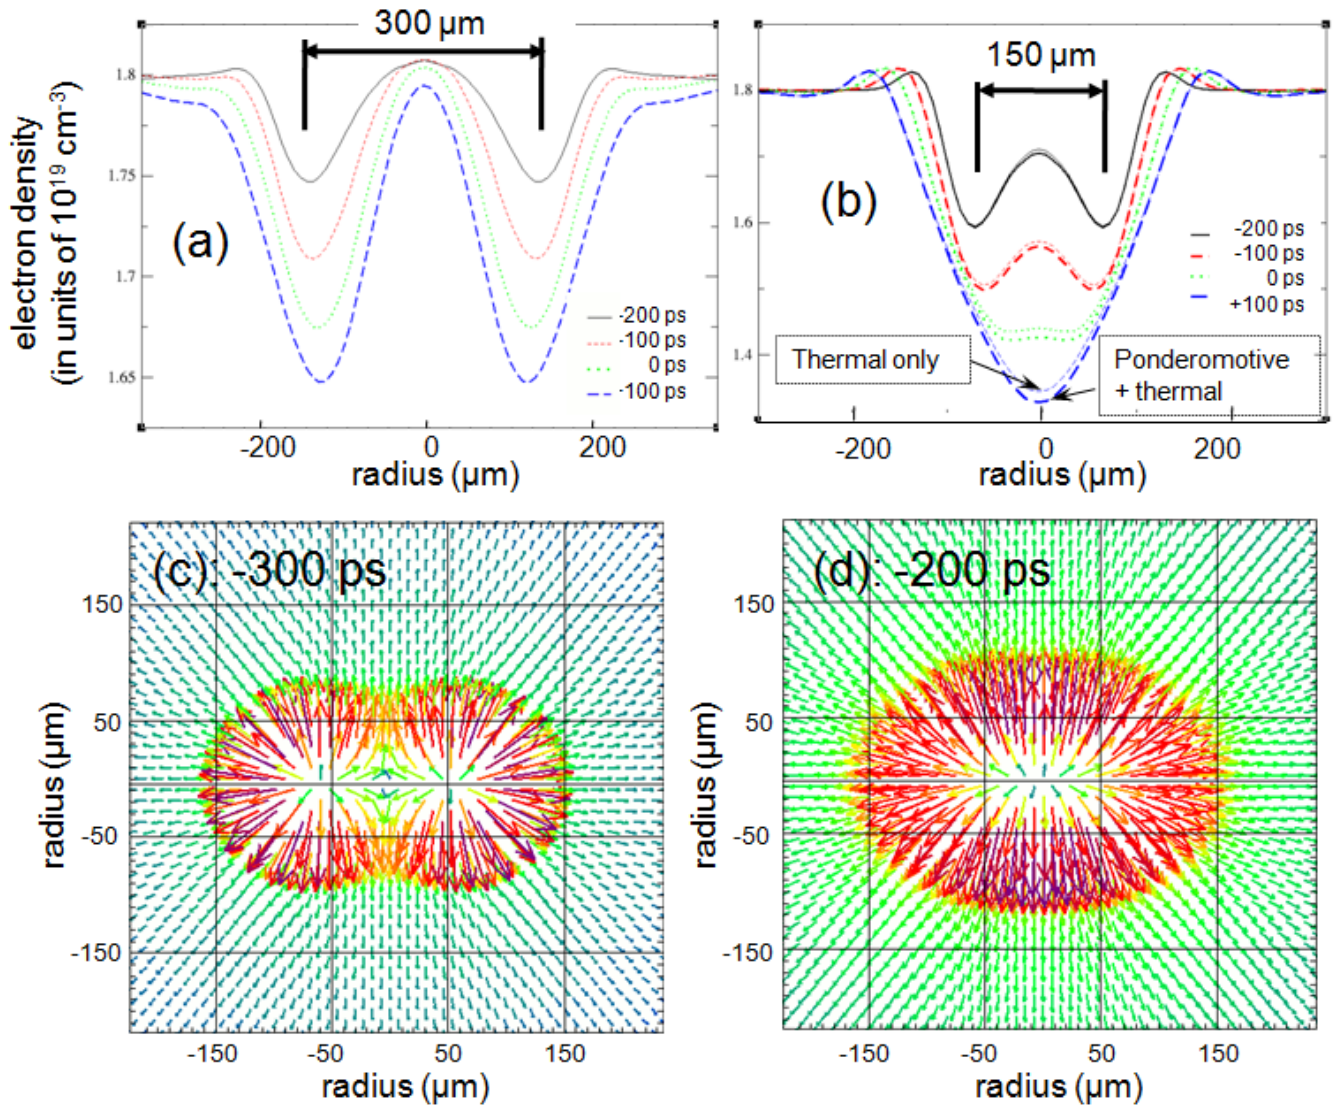 300 µm
1.8
1.75
1.7
1.65
(a)
-200 ps
-100 ps
0 ps
-100 ps
electron density
(in units of 10¹⁹ cm⁻³)
-200
0
200
radius (µm)
150 µm
1.8
1.6
1.4
(b)
-200 ps
-100 ps
0 ps
+100 ps
Thermal only
Ponderomotive
+ thermal
-200
0
200
radius (µm)
(c): -300 ps
150
50
-50
-150
radius (µm)
-150
-50
50
150
radius (µm)
(d): -200 ps
150
50
-50
-150
radius (µm)
-150
-50
50
150
radius (µm)